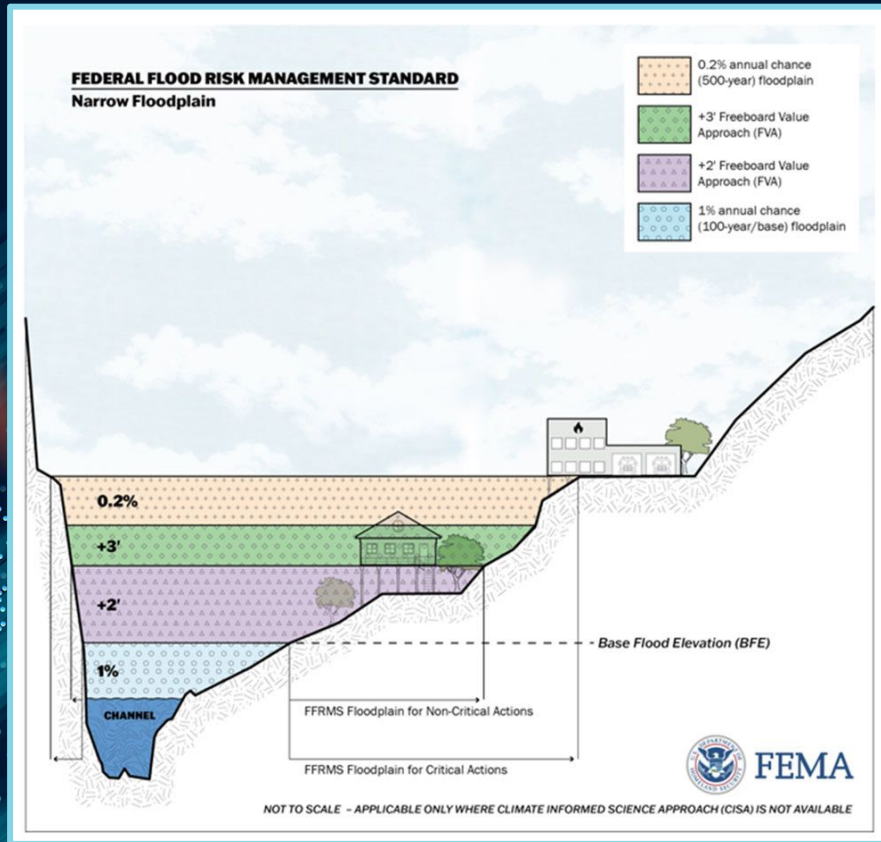 FEDERAL FLOOD RISK MANAGEMENT STANDARD
Narrow Floodplain
0.2% annual chance
(500-year) floodplain
+3' Freeboard Value
Approach (FVA)
+2' Freeboard Value
Approach (FVA)
1% annual chance
(100-year/base) floodplain
0.2%
+3'
+2'
1%
Base Flood Elevation (BFE)
CHANNEL
FFRMS Floodplain for Non-Critical Actions
FFRMS Floodplain for Critical Actions
FEMA
NOT TO SCALE – APPLICABLE ONLY WHERE CLIMATE INFORMED SCIENCE APPROACH (CISA) IS NOT AVAILABLE